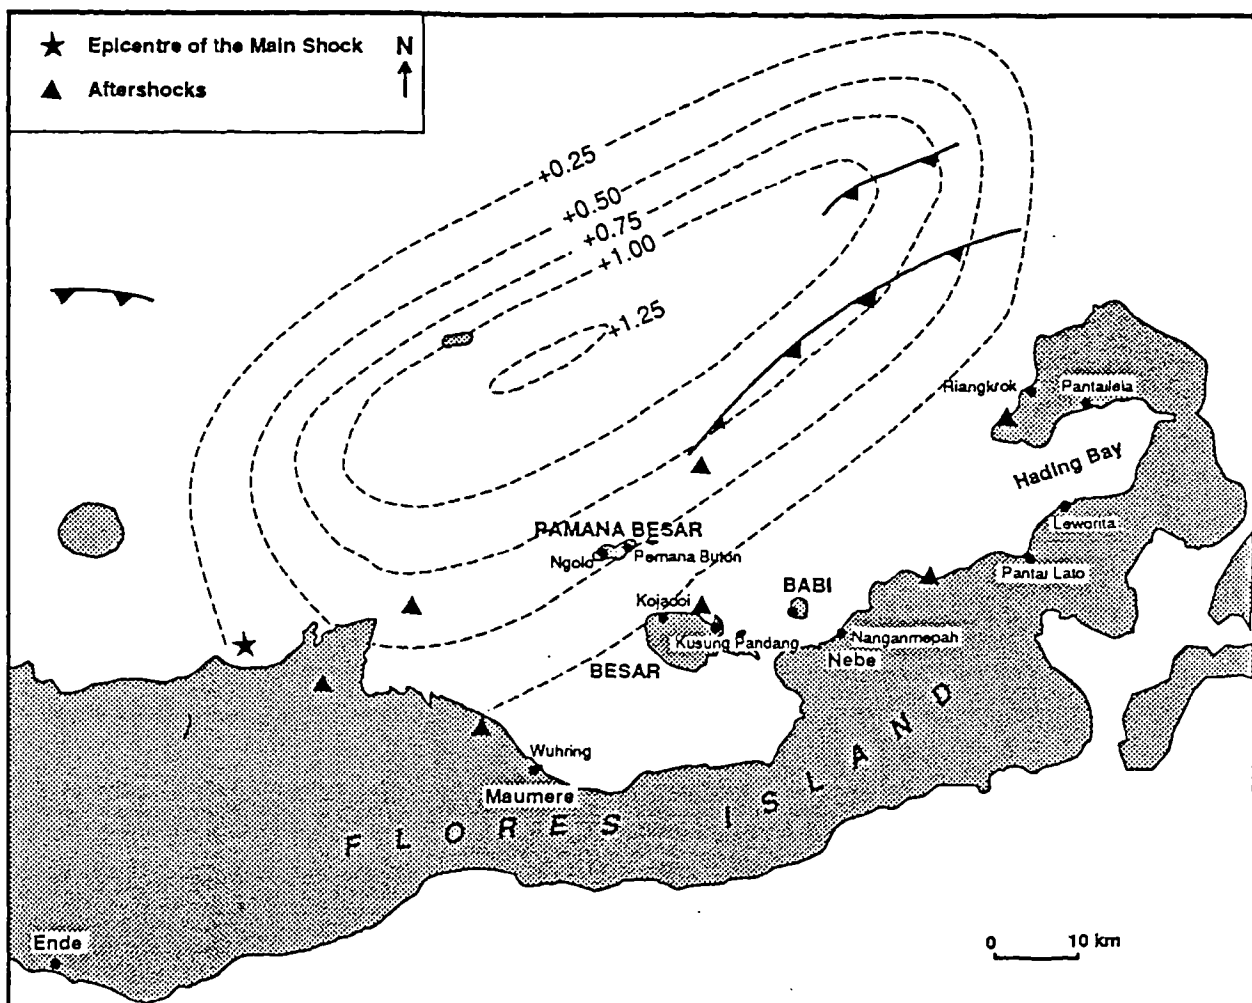 Epicentre of the Main Shock
N
Aftershocks
+0.25
+0.50
+0.75
+1.00
+1.25
Riangkrok
Pantaileia
Hading Bay
Leworita
Pantai Lato
PAMANA BESAR
Ngolo
Pemana Buton
BABI
Kojadoi
Kusung Pandang
Nanganmepah
Nebe
BESAR
Wuhring
Maumere
FLORES ISLAND
Ende
0 10 km